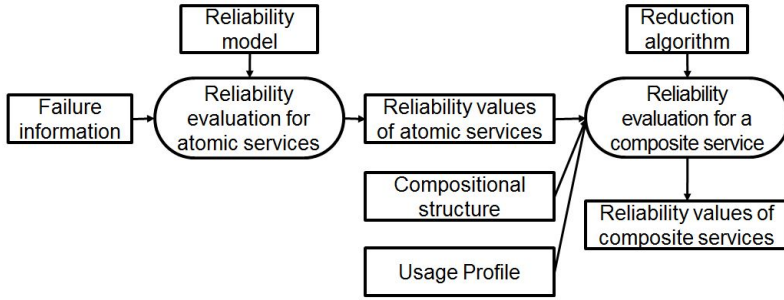 Reliability
model
Reduction
algorithm
Failure
information
Reliability
evaluation for
atomic services
Reliability values
of atomic services
Reliability
evaluation for a
composite service
Compositional
structure
Reliability values of
composite services
Usage Profile